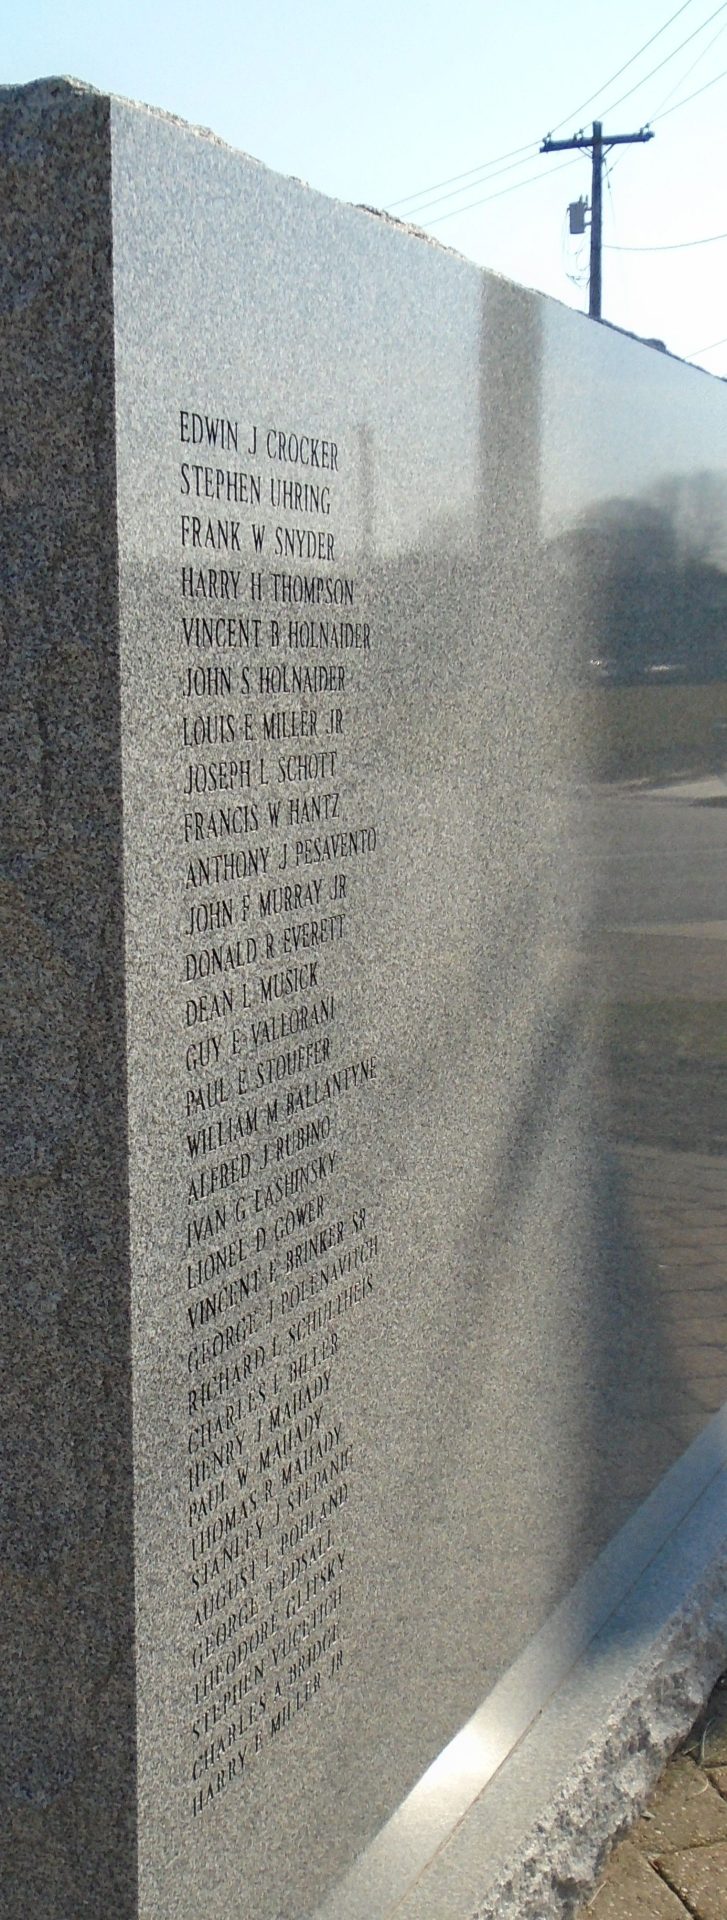 EDWIN J CROCKER
STEPHEN UHRING
FRANK W SNYDER
HARRY H THOMPSON
VINCENT B HOLNAIDER
JOHN S HOLNAIDER
LOUIS E MILLER JR
JOSEPH L SCHOTT
FRANCIS W HANTZ
ANTHONY J PESAVENTO
JOHN F MURRAY JR
DONALD R EVERETT
DEAN L MUSICK
GUY E VALLORANI
PAUL E STOUFFER
WILLIAM M BALLANTYNE
ALFRED J RUBINO
IVAN G LASHINSKY
LIONEL D GOWER
VINCENT F BRINKER SR
GEORGE J POLENAVITCH
RICHARD L SCHULTHEIS
CHARLES L BILLER
HENRY J MAHADY
PAUL W MAHADY
THOMAS R MAHADY
STANLEY J STEPANIC
AUGUST L POHLAND
GEORGE T EDSALL
THEODORE GLITSKY
STEPHEN VUCETICH
CHARLES A BRIDGE
HARRY F MILLER JR